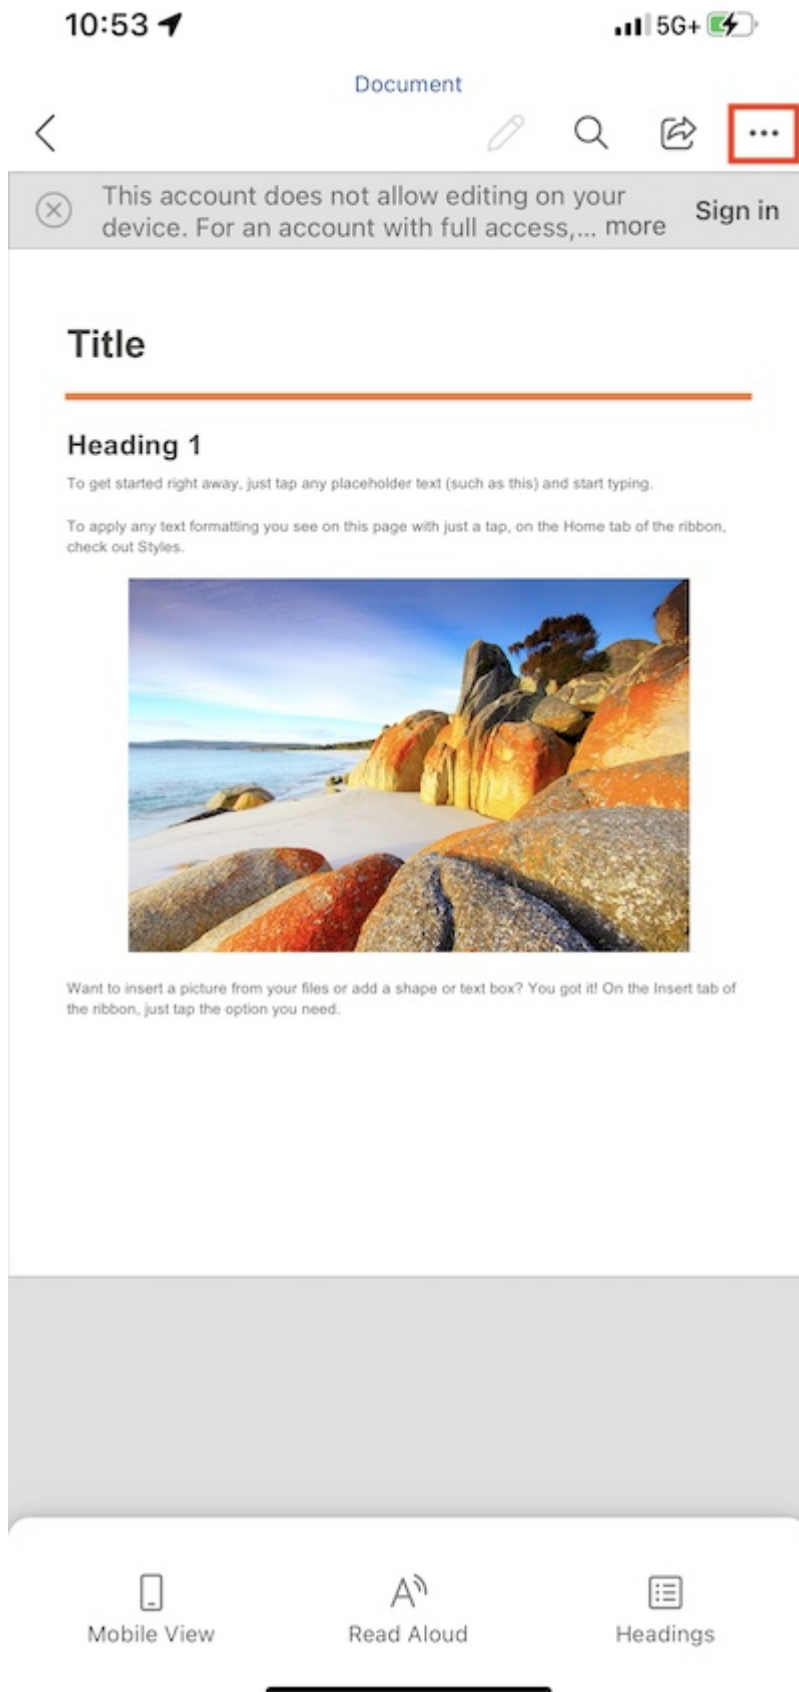 10:53
5G+
Document
This account does not allow editing on your
device. For an account with full access,... more
Sign in
Title
Heading 1
To get started right away, just tap any placeholder text (such as this) and start typing.
To apply any text formatting you see on this page with just a tap, on the Home tab of the ribbon,
check out Styles.
Want to insert a picture from your files or add a shape or text box? You got it! On the Insert tab of
the ribbon, just tap the option you need.
Mobile View
Read Aloud
Headings